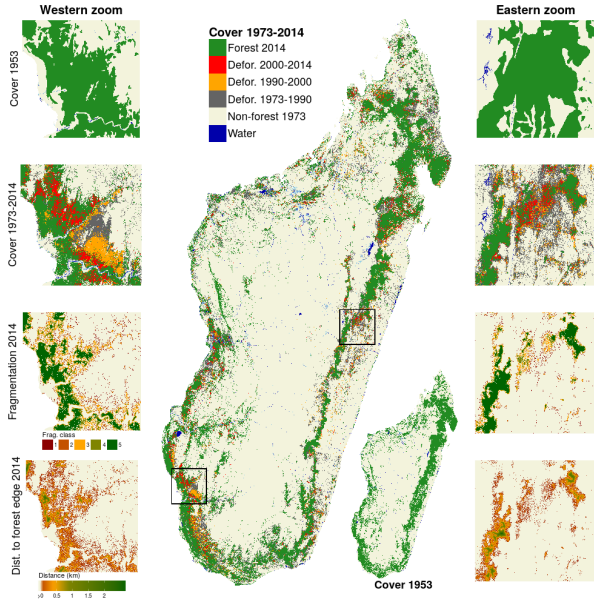 Western zoom
Eastern zoom
Cover 1953
Cover 1973-2014
Forest 2014
Defor. 2000-2014
Defor. 1990-2000
Defor. 1973-1990
Non-forest 1973
Water
Cover 1973-2014
Fragmentation 2014
Frag. class
1 2 3 4 5
Dist. to forest edge 2014
Distance (km)
>0 0.5 1 2
Cover 1953